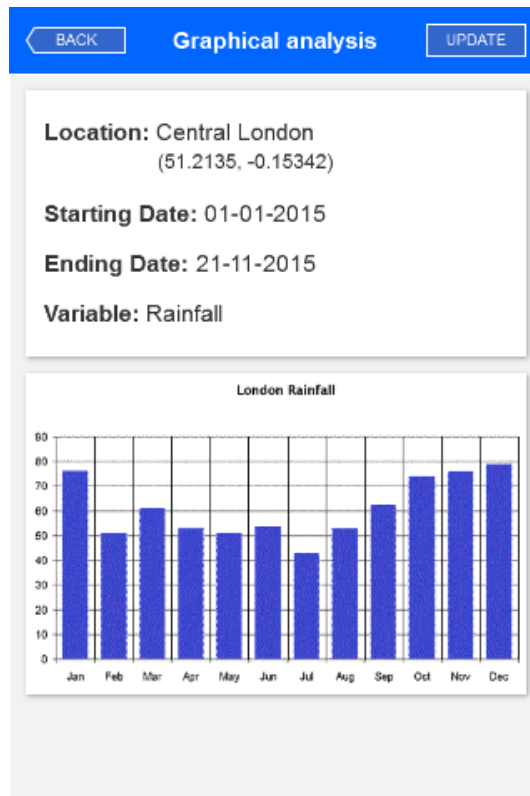 BACK
Graphical analysis
UPDATE
Location: Central London
(51.2135, -0.15342)
Starting Date: 01-01-2015
Ending Date: 21-11-2015
Variable: Rainfall
London Rainfall
90
80
70
60
50
40
30
20
10
0
Jan Feb Mar Apr May Jun Jul Aug Sep Oct Nov Dec